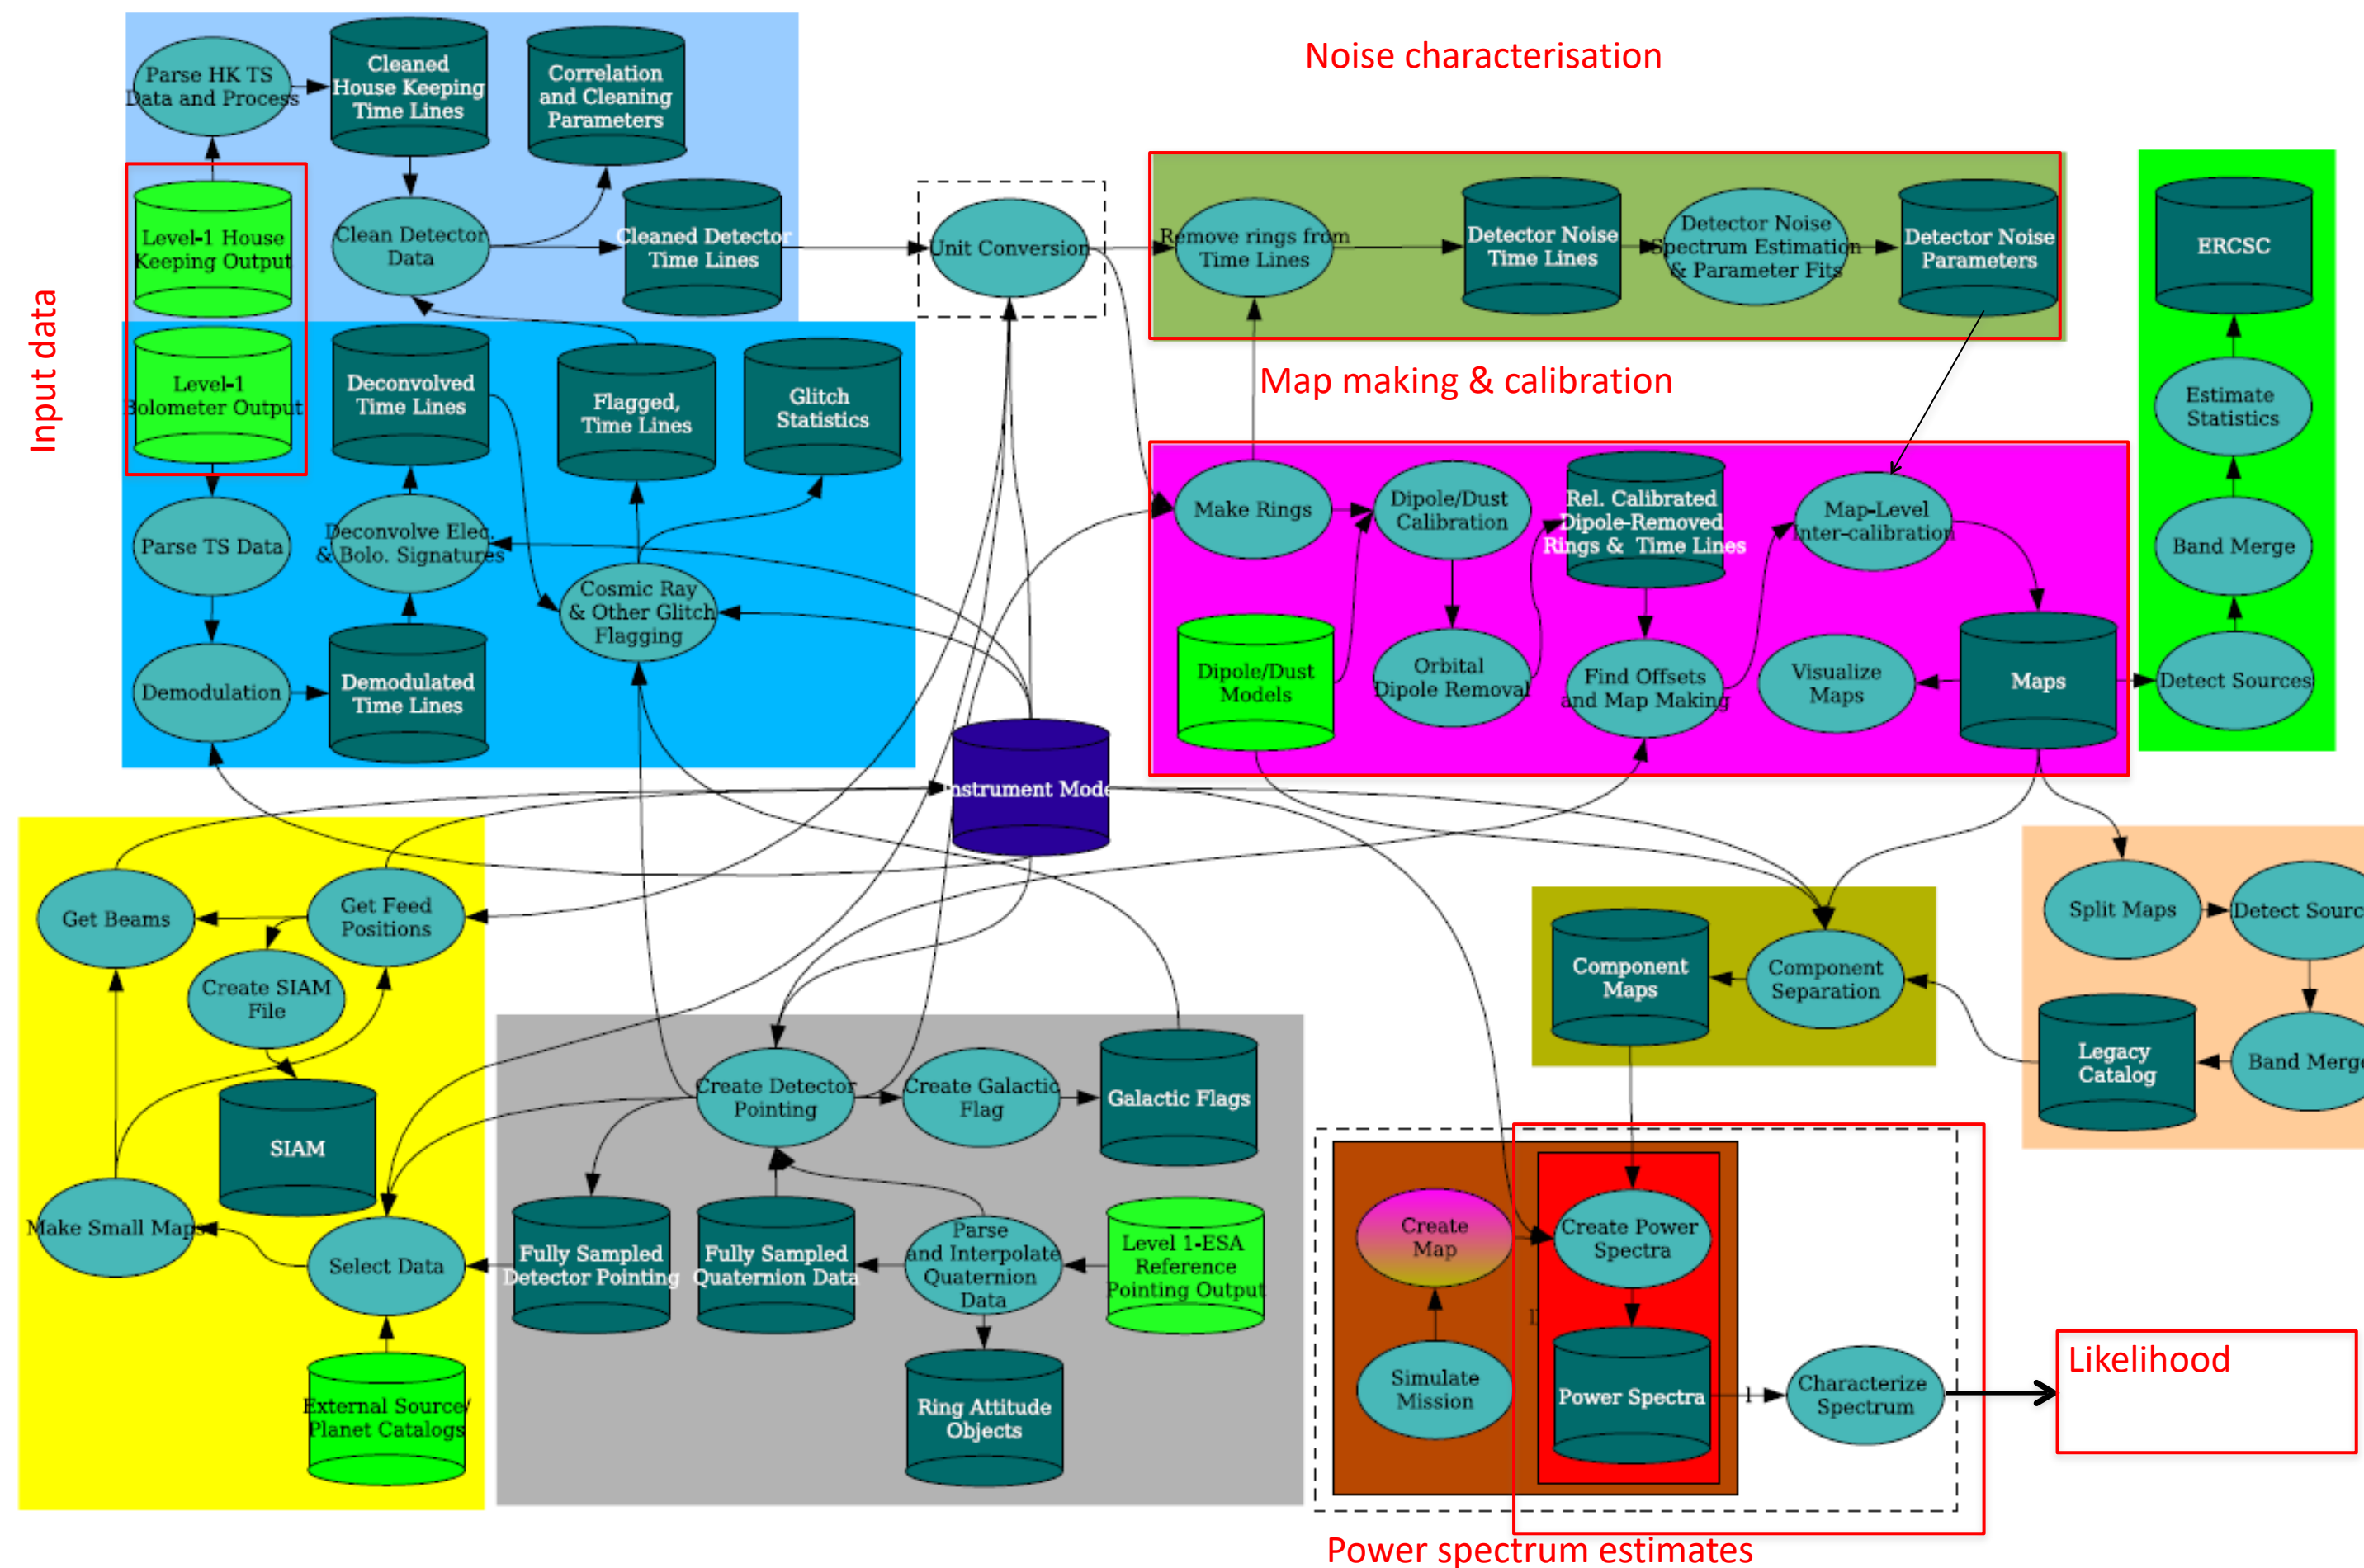 Noise characterisation
Parse HK TS
Data and Process
Cleaned
House Keeping
Time Lines
Correlation
and Cleaning
Parameters
Level-1 House
Keeping Output
Clean Detector
Data
Cleaned Detector
Time Lines
Unit Conversion
Remove rings from
Time Lines
Detector Noise
Time Lines
Detector Noise
Spectrum Estimation
& Parameter Fits
Detector Noise
Parameters
ERCSC
Input data
Map making & calibration
Level-1
Bolometer Output
Deconvolved
Time Lines
Flagged,
Time Lines
Glitch
Statistics
Estimate
Statistics
Parse TS Data
Deconvolve Elec.
& Bolo. Signatures
Cosmic Ray
& Other Glitch
Flagging
Make Rings
Dipole/Dust
Calibration
Rel. Calibrated
Dipole-Removed
Rings & Time Lines
Map-Level
Inter-calibration
Band Merge
Demodulation
Demodulated
Time Lines
Dipole/Dust
Models
Orbital
Dipole Removal
Find Offsets
and Map Making
Visualize
Maps
Maps
Detect Sources
nstrument Mode
Get Beams
Get Feed
Positions
Create SIAM
File
SIAM
Make Small Maps
Select Data
External Source/
Planet Catalogs
Create Detector
Pointing
Create Galactic
Flag
Galactic Flags
Fully Sampled
Detector Pointing
Fully Sampled
Quaternion Data
Parse
and Interpolate
Quaternion
Data
Level 1-ESA
Reference
Pointing Output
Ring Attitude
Objects
Component
Maps
Component
Separation
Split Maps
Detect Sourc
Legacy
Catalog
Band Merge
Create
Map
Create Power
Spectra
Simulate
Mission
Power Spectra
Characterize
Spectrum
Likelihood
Power spectrum estimates